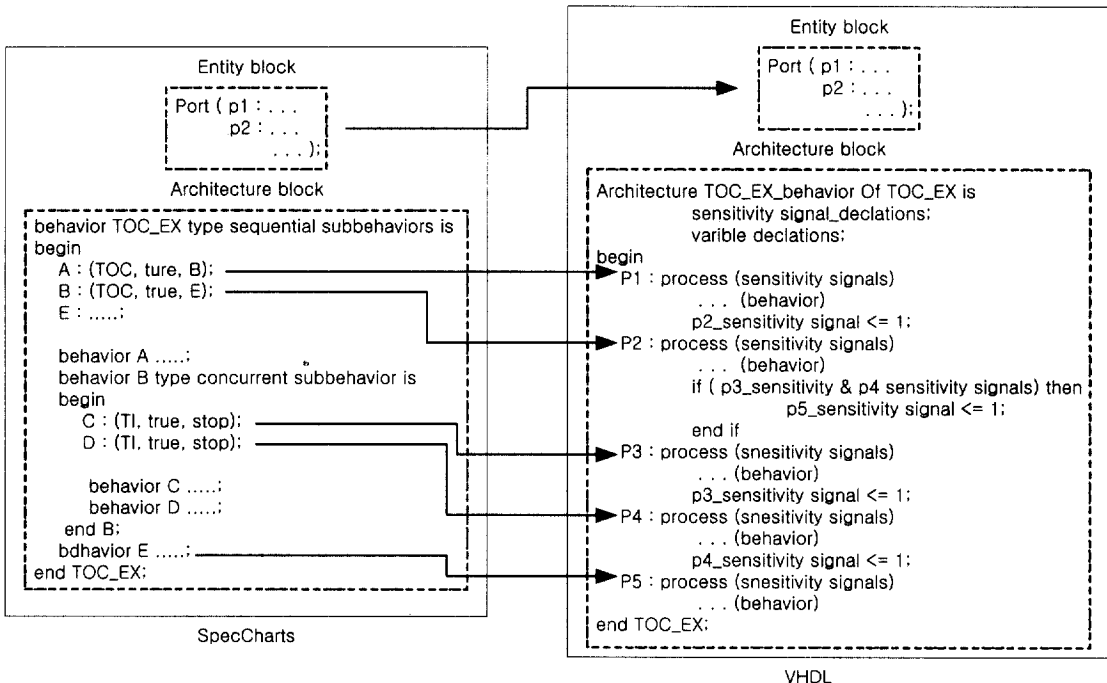 Entity block
Port ( p1 : . . .
p2 : . . .
. . . );
Architecture block
behavior TOC_EX type sequential subbehaviors is
begin
A : (TOC, ture, B);
B : (TOC, true, E);
E : .....;
behavior A .....;
behavior B type concurrent subbehavior is
begin
C : (TI, true, stop);
D : (TI, true, stop);
behavior C .....;
behavior D .....;
end B;
bdhavior E .....;
end TOC_EX;
SpecCharts
Entity block
Port ( p1 : . . .
p2 : . . .
. . . );
Architecture block
Architecture TOC_EX_behavior Of TOC_EX is
sensitivity signal_declations;
varible declations;
begin
P1 : process (sensitivity signals)
. . . (behavior)
p2_sensitivity signal <= 1;
P2 : process (sensitivity signals)
. . . (behavior)
if ( p3_sensitivity & p4 sensitivity signals) then
p5_sensitivity signal <= 1;
end if
P3 : process (snesitivity signals)
. . . (behavior)
p3_sensitivity signal <= 1;
P4 : process (snesitivity signals)
. . . (behavior)
p4_sensitivity signal <= 1;
P5 : process (snesitivity signals)
. . . (behavior)
end TOC_EX;
VHDL